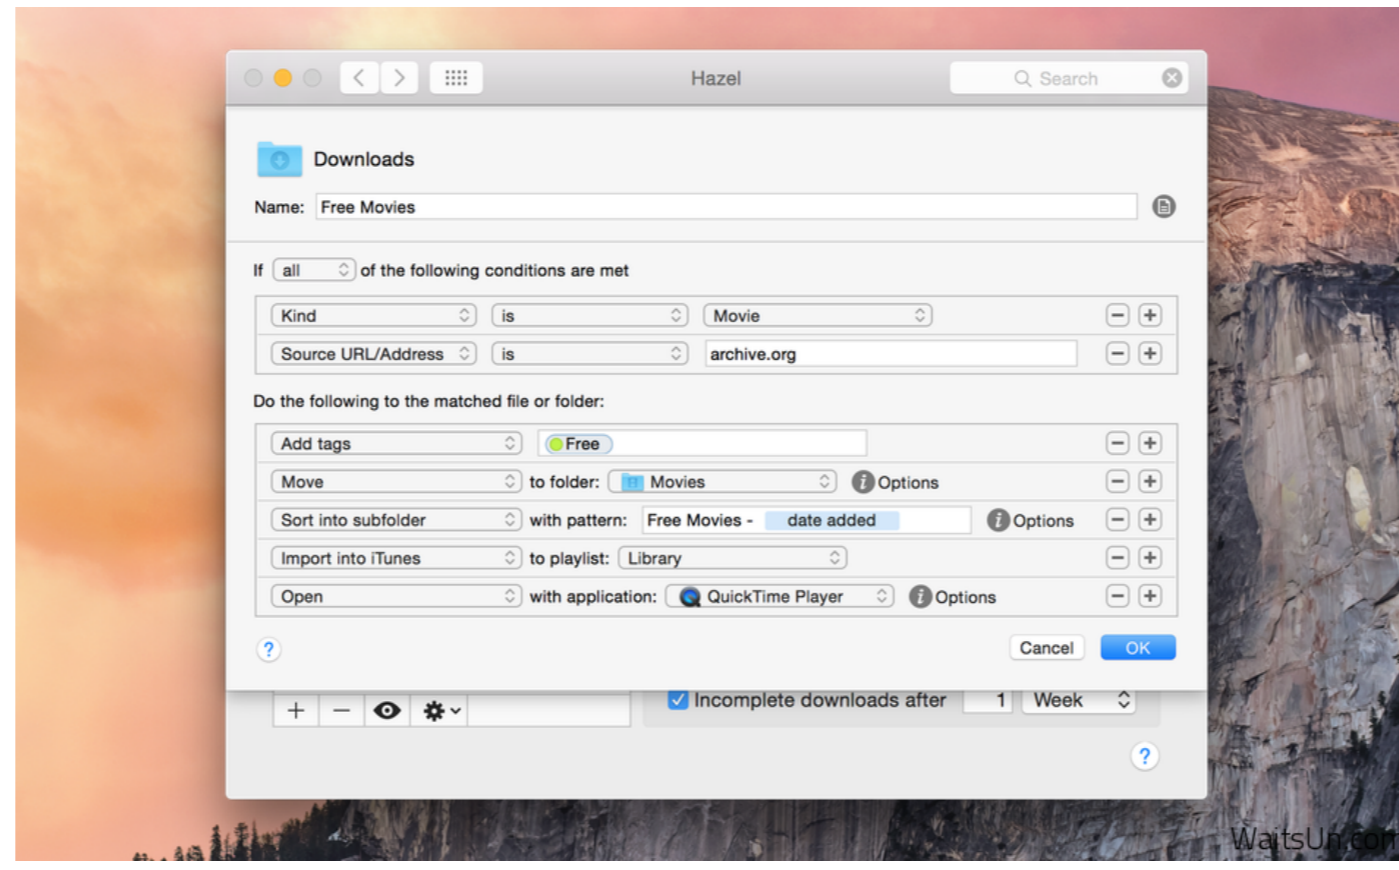 Hazel
Search
Downloads
Name: Free Movies
If all of the following conditions are met
Kind is Movie
Source URL/Address is archive.org
Do the following to the matched file or folder:
Add tags Free
Move to folder: Movies Options
Sort into subfolder with pattern: Free Movies - date added Options
Import into iTunes to playlist: Library
Open with application: QuickTime Player Options
? Cancel OK
Incomplete downloads after 1 Week
?
WaitsUn.com